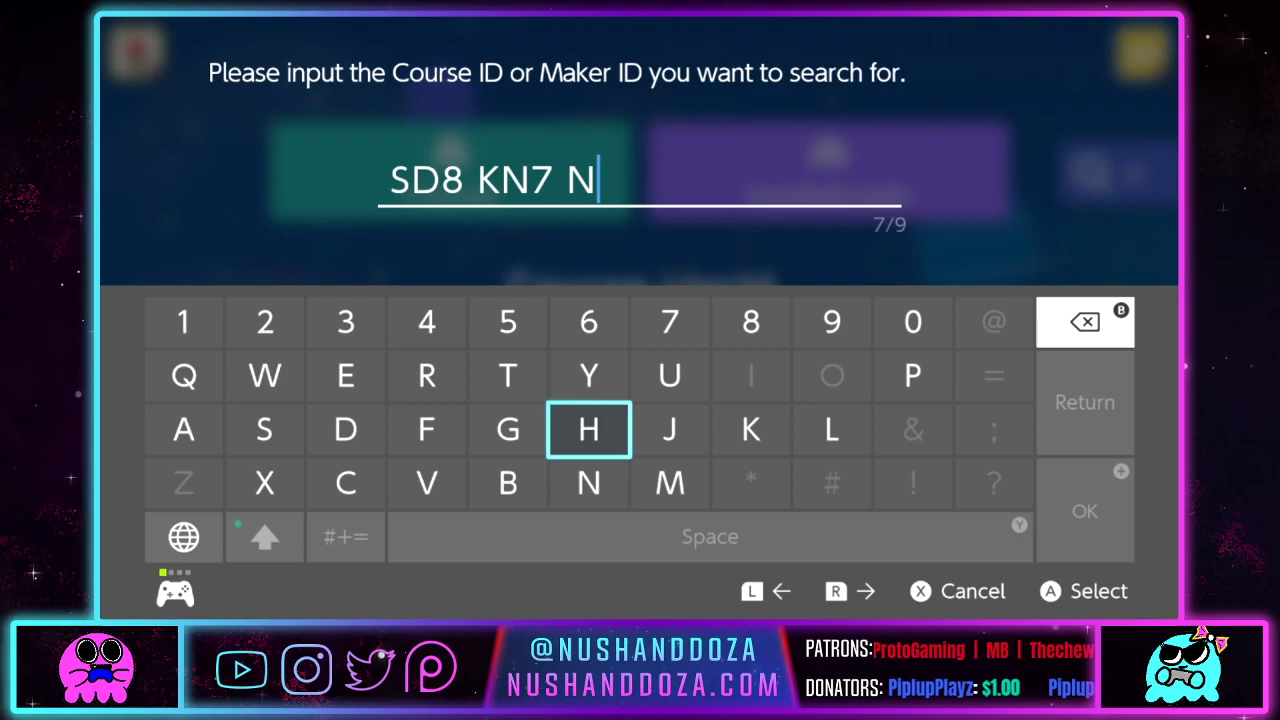 Please input the Course ID or Maker ID you want to search for.
SD8 KN7 N
7/9
1 2 3 4 5 6 7 8 9 0 @ B
Q W E R T Y U I O P = Return
A S D F G H J K L & ;
Z X C V B N M * # ! ? + OK
#+= Space Y
L ← R → X Cancel A Select
@NUSHANDDOZA
NUSHANDDOZA.COM
PATRONS: ProtoGaming | MB | Thechew
DONATORS: PiplupPlayz: $1.00 Piplup